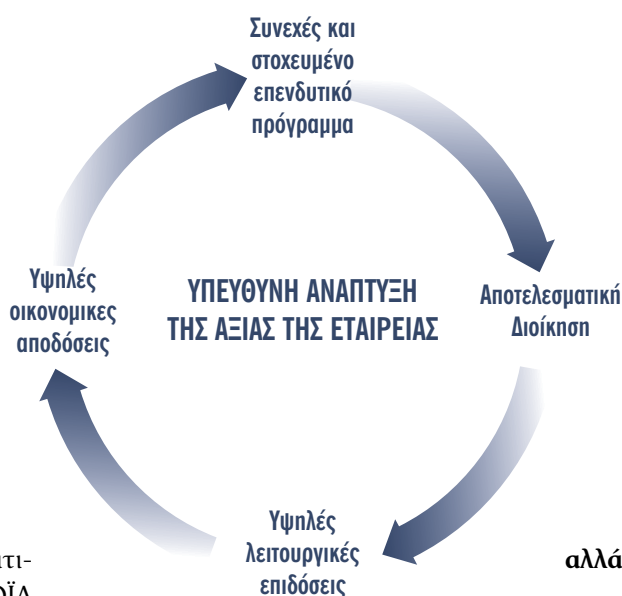 Συνεχές και
στοχευμένο
επενδυτικό
πρόγραμμα
Αποτελεσματική
Διοίκηση
Υψηλές
λειτουργικές
επιδόσεις
Υψηλές
οικονομικες
αποδόσεις
ΥΠΕΥΘΥΝΗ ΑΝΑΠΤΥΞΗ
ΤΗΣ ΑΞΙΑΣ ΤΗΣ ΕΤΑΙΡΕΙΑΣ
αλλά